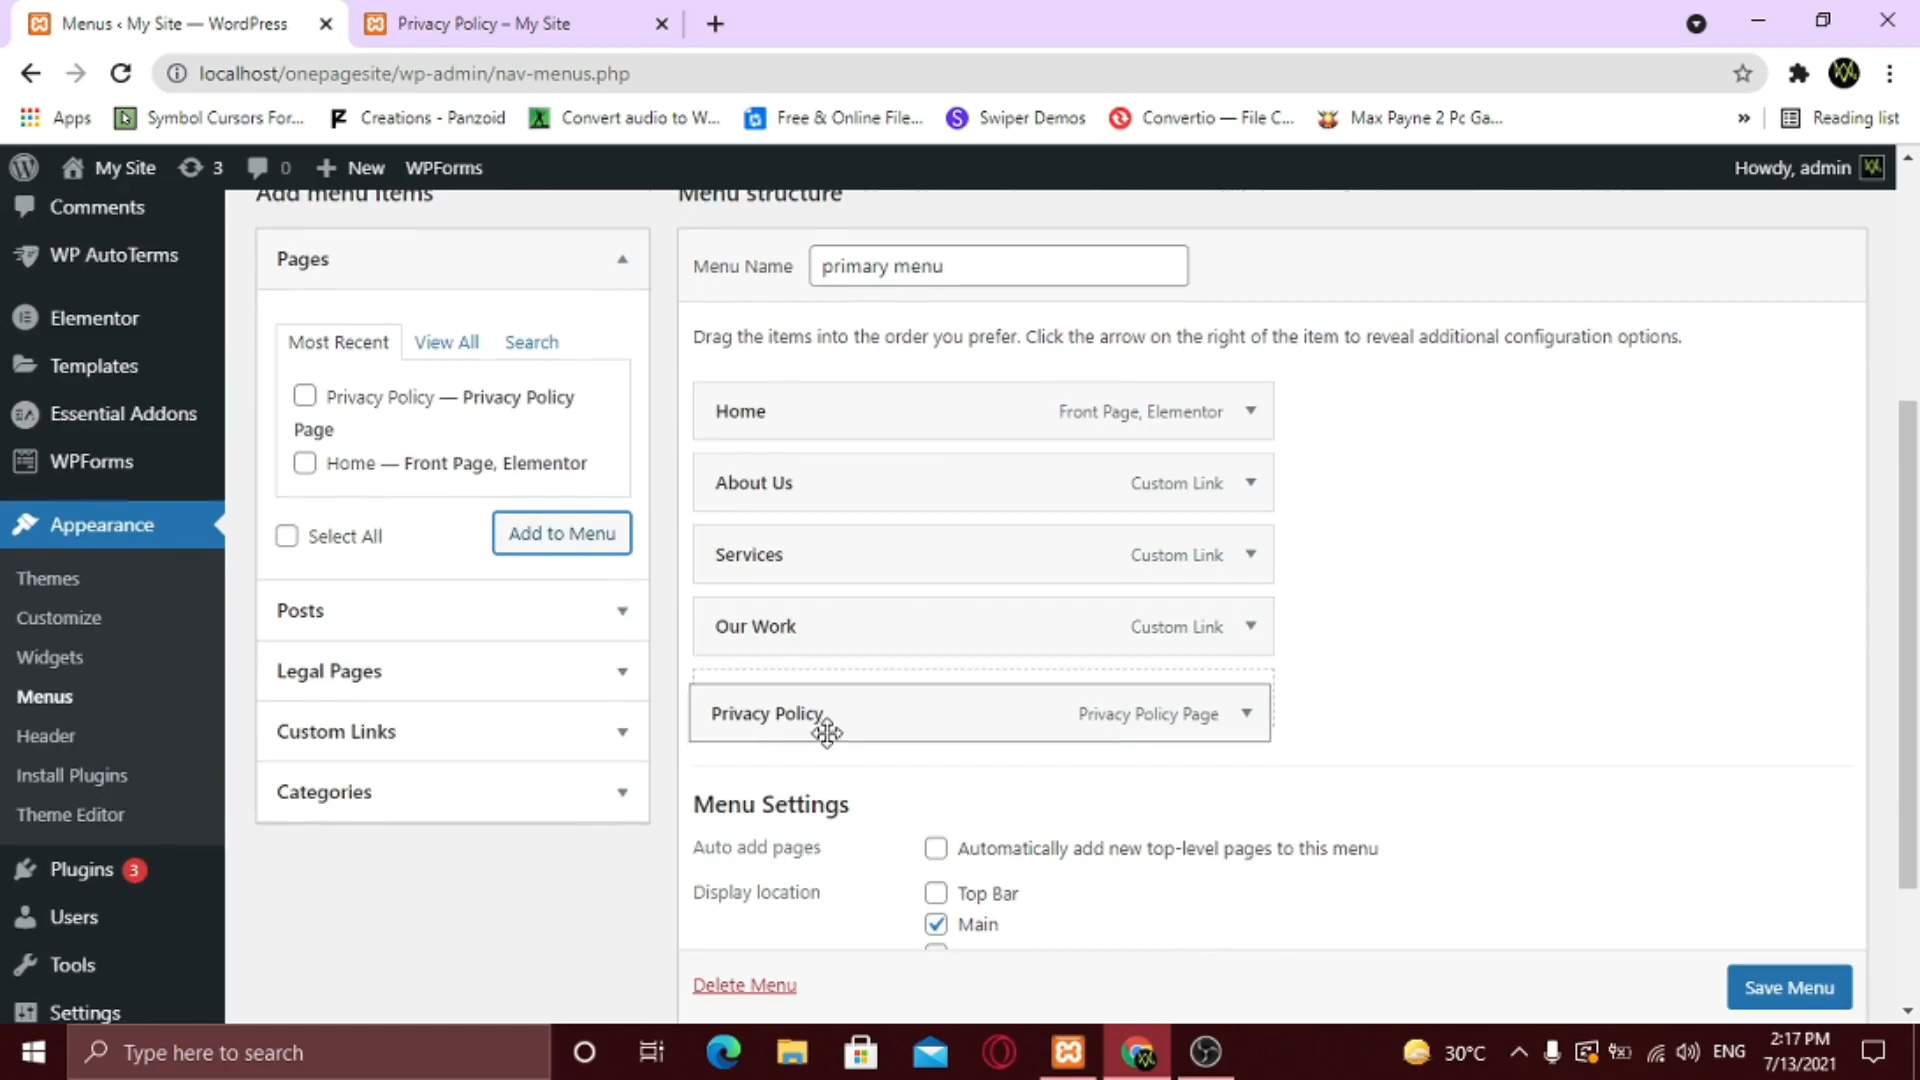 Menus ‹ My Site — WordPress
Privacy Policy – My Site
localhost/onepagesite/wp-admin/nav-menus.php
Apps
Symbol Cursors For...
Creations - Panzoid
Convert audio to W...
Free & Online File...
Swiper Demos
Convertio — File C...
Max Payne 2 Pc Ga...
»
Reading list
My Site
3
0
New
WPForms
Howdy, admin
Comments
WP AutoTerms
Elementor
Templates
Essential Addons
WPForms
Appearance
Themes
Customize
Widgets
Menus
Header
Install Plugins
Theme Editor
Plugins 3
Users
Tools
Settings
Add menu items
Pages
Most Recent
View All
Search
Privacy Policy — Privacy Policy
Page
Home — Front Page, Elementor
Select All
Add to Menu
Posts
Legal Pages
Custom Links
Categories
Menu structure
Menu Name
primary menu
Drag the items into the order you prefer. Click the arrow on the right of the item to reveal additional configuration options.
Home
Front Page, Elementor
About Us
Custom Link
Services
Custom Link
Our Work
Custom Link
Privacy Policy
Privacy Policy Page
Menu Settings
Auto add pages
Automatically add new top-level pages to this menu
Display location
Top Bar
Main
Delete Menu
Save Menu
Type here to search
30°C
ENG
2:17 PM
7/13/2021